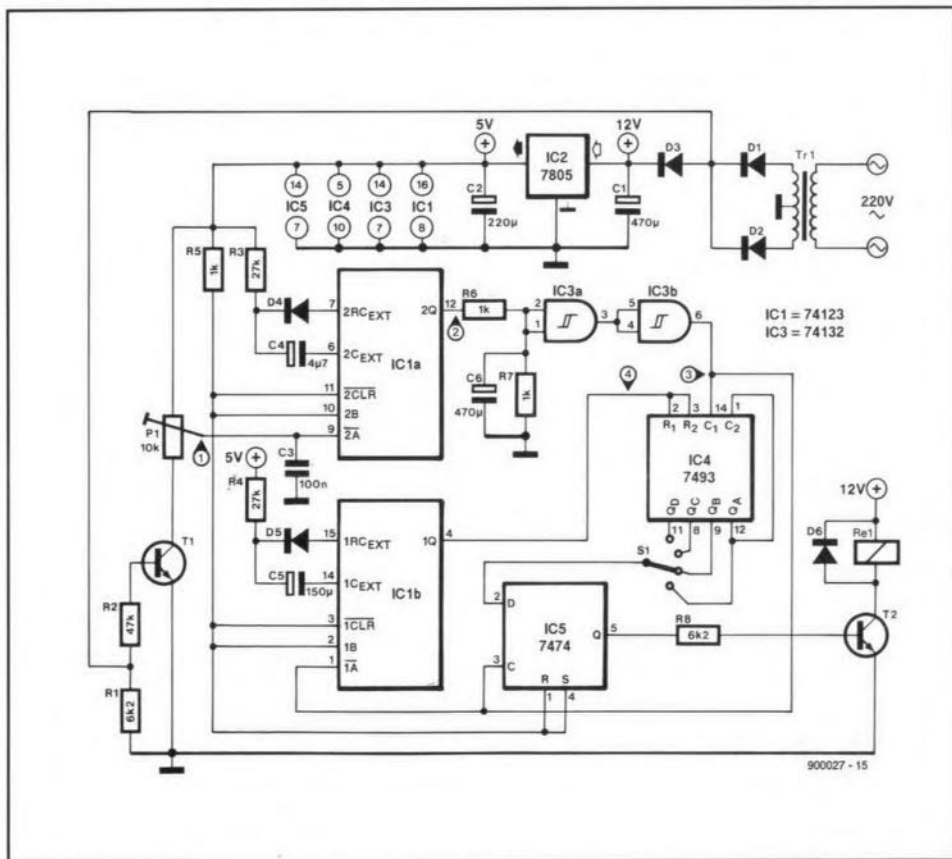 5V
12V
IC2
7805
D3
D1
Tr1
220V
~
D2
14
5
14
16
IC5
IC4
IC3
IC1
7
10
7
8
C2
220µ
C1
470µ
R5
1k
R3
27k
D4
C4
4µ7
7 2RCEXT
6 2CEXT
11 2CLR
10 2B
9 2A
2Q 12
IC1a
R6
1k
2
IC3a
2
1
3
IC3b
5
4
6
IC1 = 74123
IC3 = 74132
C6
470µ
R7
1k
P1
10k
1
C3
100n
5V
R4
27k
D5
C5
150µ
15 1RCEXT
14 1CEXT
3 1CLR
2 1B
1 1A
1Q 4
IC1b
4
3
2 3 14 1
R1 R2 C1 C2
IC4
7493
QD QC QB QA
11 8 9 12
S1
12V
D6
Re1
T1
R2
47k
R1
6k2
2 D
3 C
IC5
7474
Q 5
R S
1 4
R8
6k2
T2
900027 - 15